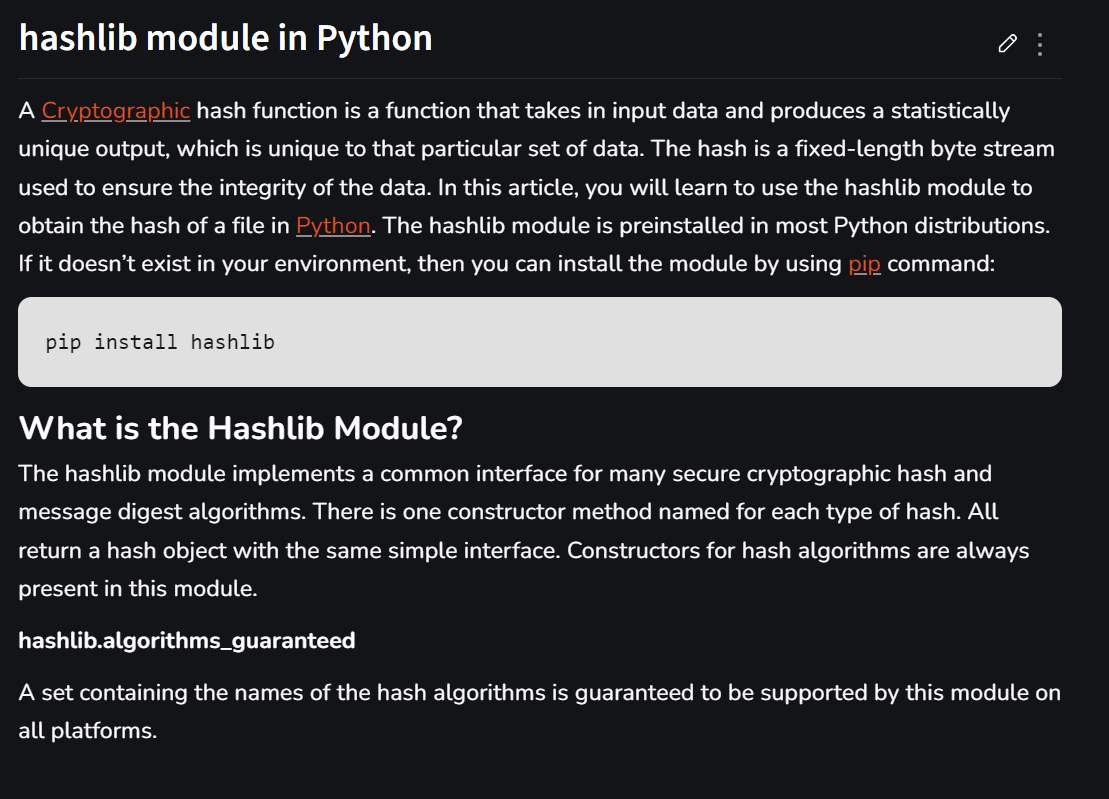 hashlib module in Python
A Cryptographic hash function is a function that takes in input data and produces a statistically
unique output, which is unique to that particular set of data. The hash is a fixed-length byte stream
used to ensure the integrity of the data. In this article, you will learn to use the hashlib module to
obtain the hash of a file in Python. The hashlib module is preinstalled in most Python distributions.
If it doesn’t exist in your environment, then you can install the module by using pip command:
pip install hashlib
What is the Hashlib Module?
The hashlib module implements a common interface for many secure cryptographic hash and
message digest algorithms. There is one constructor method named for each type of hash. All
return a hash object with the same simple interface. Constructors for hash algorithms are always
present in this module.
hashlib.algorithms_guaranteed
A set containing the names of the hash algorithms is guaranteed to be supported by this module on
all platforms.